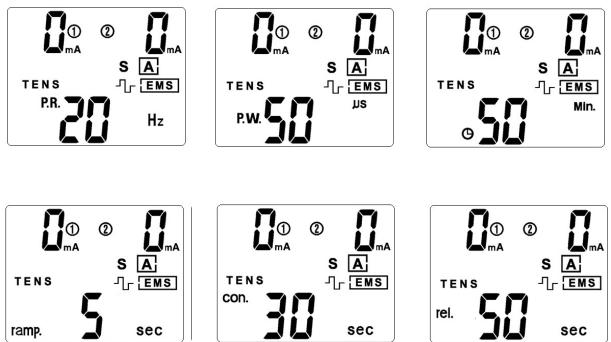 0 mA ① ② 0 mA
S A
TENS EMS
P.R. 20 Hz
0 mA ① ② 0 mA
S A
TENS EMS
P.W. 50 µs
0 mA ① ② 0 mA
S A
TENS EMS
50 Min.
0 mA ① ② 0 mA
S A
TENS EMS
ramp. 5 sec
0 mA ① ② 0 mA
S A
TENS EMS
con. 30 sec
0 mA ① ② 0 mA
S A
TENS EMS
rel. 50 sec